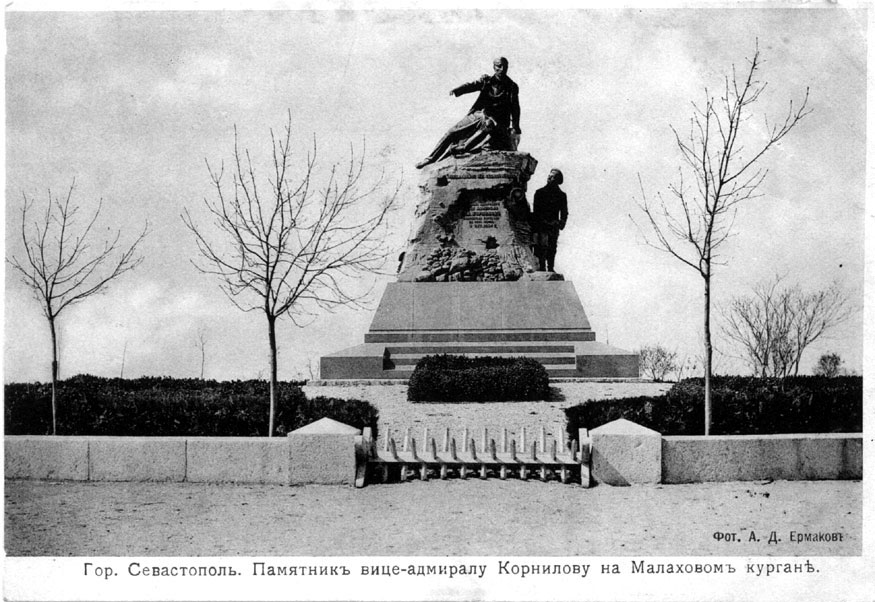 Фот. А. Д. Ермаковъ
Гор. Севастополь. Памятникъ вице-адмиралу Корнилову на Малаховомъ курганѣ.